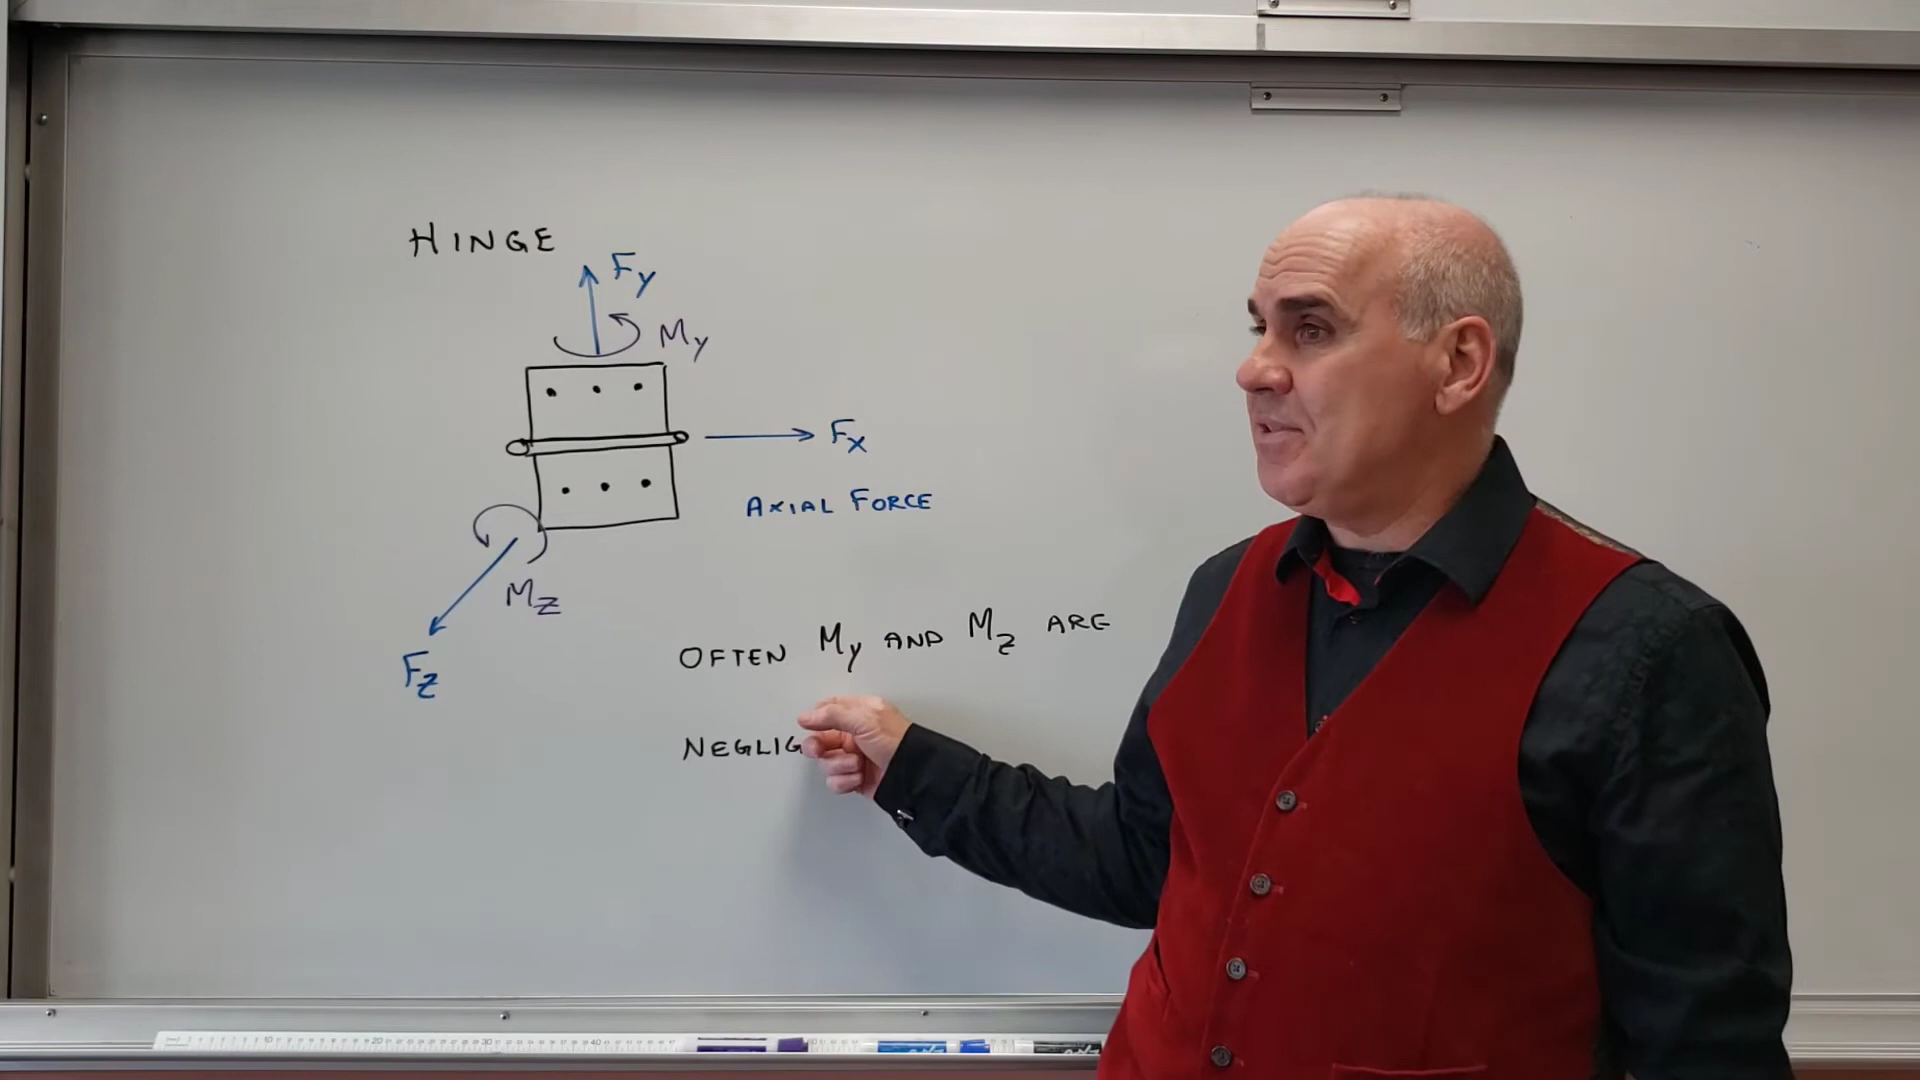 HINGE
Fy
My
Fx
AXIAL FORCE
Mz
Fz
OFTEN My AND Mz ARE
NEGLIG